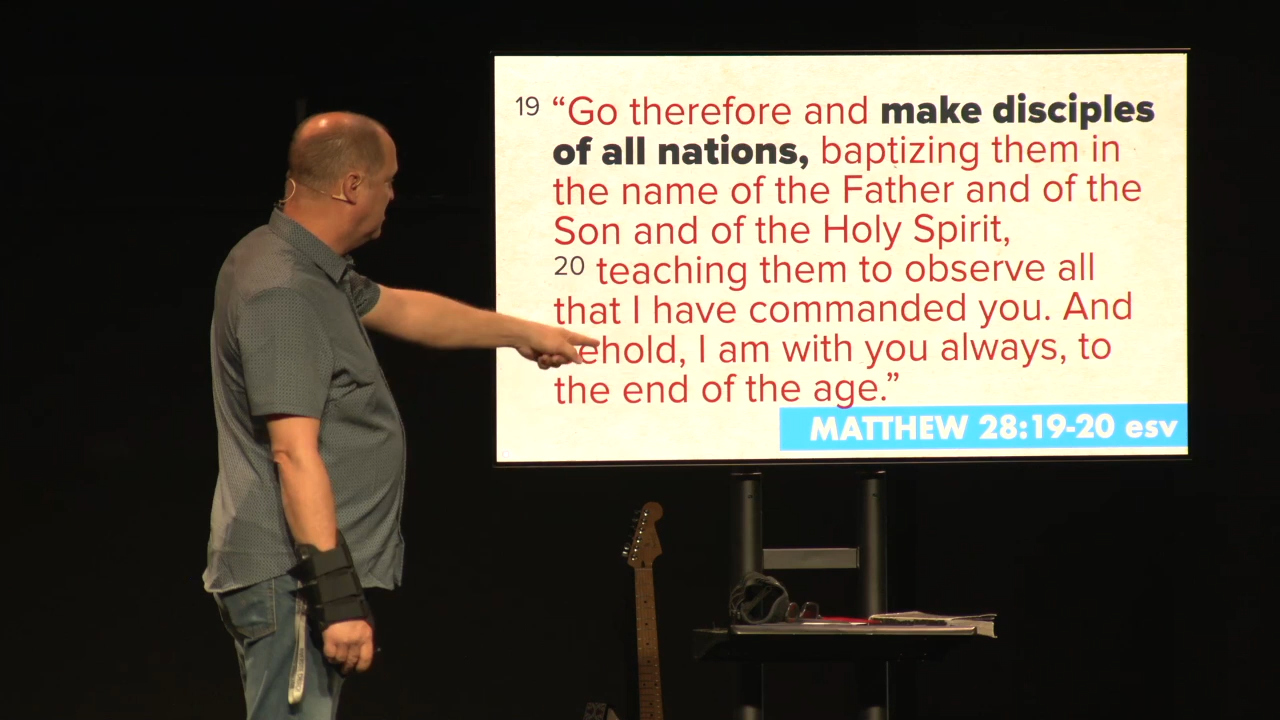 19 “Go therefore and make disciples
of all nations, baptizing them in
the name of the Father and of the
Son and of the Holy Spirit,
20 teaching them to observe all
that I have commanded you. And
ehold, I am with you always, to
the end of the age.”
MATTHEW 28:19-20 esv